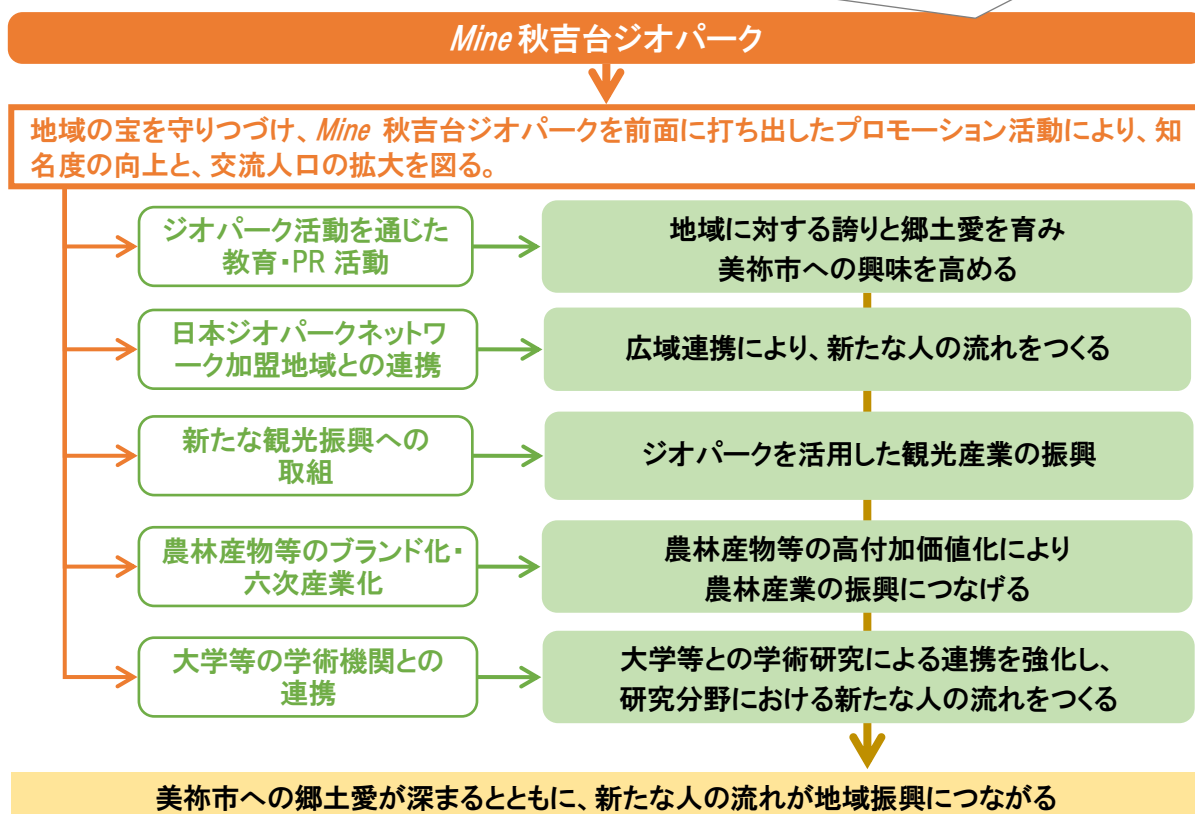 Mine 秋吉台ジオパーク
地域の宝を守りつづけ、Mine 秋吉台ジオパークを前面に打ち出したプロモーション活動により、知
名度の向上と、交流人口の拡大を図る。
ジオパーク活動を通じた
教育・PR 活動
地域に対する誇りと郷土愛を育み
美祢市への興味を高める
日本ジオパークネットワ
ーク加盟地域との連携
広域連携により、新たな人の流れをつくる
新たな観光振興への
取組
ジオパークを活用した観光産業の振興
農林産物等のブランド化・
六次産業化
農林産物等の高付加価値化により
農林産業の振興につなげる
大学等の学術機関との
連携
大学等との学術研究による連携を強化し、
研究分野における新たな人の流れをつくる
美祢市への郷土愛が深まるとともに、新たな人の流れが地域振興につながる